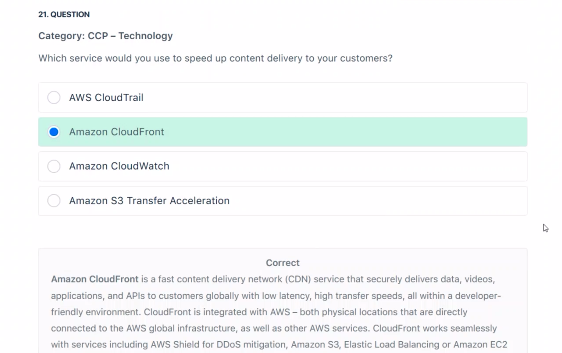 21. QUESTION
Category: CCP – Technology
Which service would you use to speed up content delivery to your customers?
AWS CloudTrail
Amazon CloudFront
Amazon CloudWatch
Amazon S3 Transfer Acceleration
Correct
Amazon CloudFront is a fast content delivery network (CDN) service that securely delivers data, videos,
applications, and APIs to customers globally with low latency, high transfer speeds, all within a developer-
friendly environment. CloudFront is integrated with AWS – both physical locations that are directly
connected to the AWS global infrastructure, as well as other AWS services. CloudFront works seamlessly
with services including AWS Shield for DDoS mitigation, Amazon S3, Elastic Load Balancing or Amazon EC2